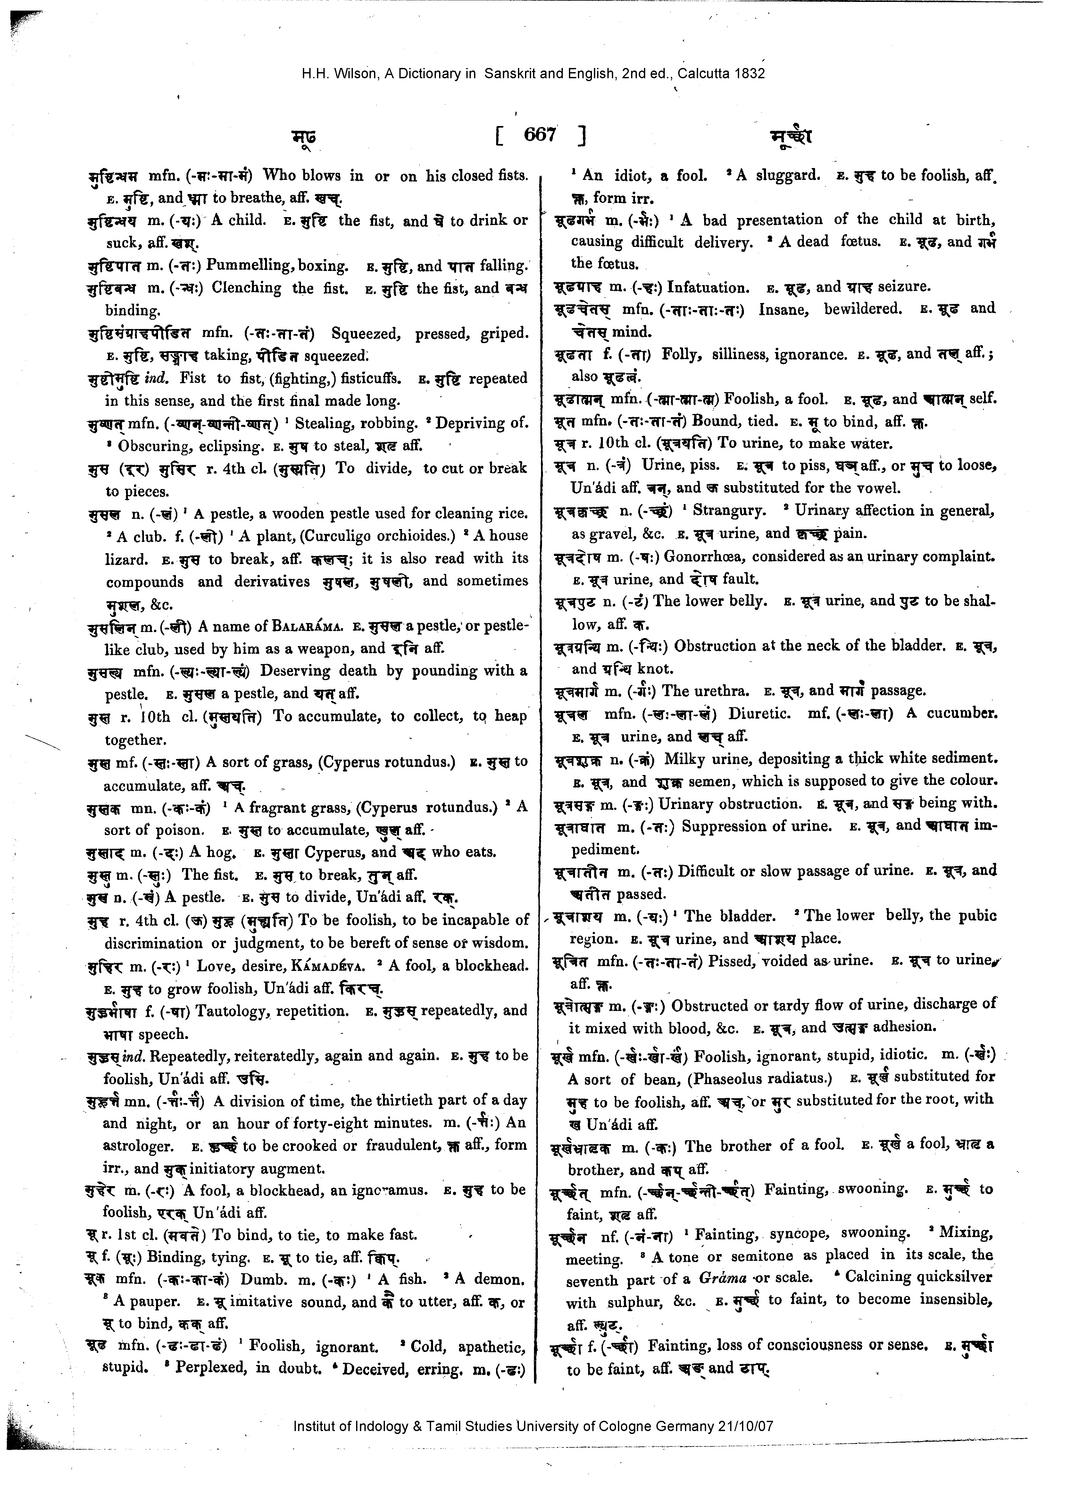 H.H. Wilson, A Dictionary in Sanskrit and English, 2nd ed., Calcutta 1832
मूढ [ 667 ] मूर्च्छा
मुष्टिन्धम mfn. (-मः-मा-मं) Who blows in or on his closed fists.
E. मुष्टि, and ध्मा to breathe, aff. खच्.
मुष्टिन्धय m. (-यः) A child. E. मुष्टि the fist, and धे to drink or
suck, aff. खश्.
मुष्टिपात m. (-तः) Pummelling, boxing. E. मुष्टि, and पात falling.
मुष्टिबन्ध m. (-न्धः) Clenching the fist. E. मुष्टि the fist, and बन्ध
binding.
मुष्टिसंग्राहपीडित mfn. (-तः-ता-तं) Squeezed, pressed, griped.
E. मुष्टि, सङ्ग्राह taking, पीडित squeezed.
मुष्टीमुष्टि ind. Fist to fist, (fighting,) fisticuffs. E. मुष्टि repeated
in this sense, and the first final made long.
मुष्णत् mfn. (-ष्णन्-ष्णन्ती-ष्णत्) ¹ Stealing, robbing. ² Depriving of.
³ Obscuring, eclipsing. E. मुष to steal, शतृ aff.
मुस (इर) मुसिर r. 4th cl. (मुस्यति) To divide, to cut or break
to pieces.
मुसल n. (-लं) ¹ A pestle, a wooden pestle used for cleaning rice.
² A club. f. (-ली) ¹ A plant, (Curculigo orchioides.) ² A house
lizard. E. मुस to break, aff. कलच्; it is also read with its
compounds and derivatives मुषल, मुषली, and sometimes
मुशल, &c.
मुसलिन् m. (-ली) A name of BALARÁMA. E. मुसल a pestle, or pestle-
like club, used by him as a weapon, and इनि aff.
मुसल्य mfn. (-ल्यः-ल्या-ल्यं) Deserving death by pounding with a
pestle. E. मुसल a pestle, and यत् aff.
मुस्त r. 10th cl. (मुस्तयति) To accumulate, to collect, to heap
together.
मुस्त mf. (-स्तः-स्ता) A sort of grass, (Cyperus rotundus.) E. मुस्त to
accumulate, aff. अच्.
मुस्तक mn. (-कः-कं) ¹ A fragrant grass, (Cyperus rotundus.) ² A
sort of poison. E. मुस्त to accumulate, aff.
मुस्ताद m. (-दः) A hog. E. मुस्ता Cyperus, and अद who eats.
मुस्तु m. (-स्तुः) The fist. E. मुस to break, तुन् aff.
मुस्र n. (-स्रं) A pestle. E. मुस to divide, Un'ádi aff. रक्.
मुह r. 4th cl. (ऊ) मुहू (मुह्यति) To be foolish, to be incapable of
discrimination or judgment, to be bereft of sense or wisdom.
मुहिर m. (-रः) ¹ Love, desire, KÁMADÉVA. ² A fool, a blockhead.
E. मुह to grow foolish, Un'ádi aff. किरच्.
मुहुर्भाषा f. (-षा) Tautology, repetition. E. मुहुस् repeatedly, and
भाषा speech.
मुहुस् ind. Repeatedly, reiteratedly, again and again. E. मुह to be
foolish, Un'ádi aff. उसि.
मुहूर्त्त mn. (-र्त्तः-र्त्तं) A division of time, the thirtieth part of a day
and night, or an hour of forty-eight minutes. m. (-र्त्तः) An
astrologer. E. हुर्च्छ to be crooked or fraudulent, क्त aff., form
irr., and मुक् initiatory augment.
मुहेर m. (-रः) A fool, a blockhead, an ignoramus. E. मुह to be
foolish, एरक् Un'ádi aff.
मू r. 1st cl. (मवते) To bind, to tie, to make fast.
मू f. (मूः) Binding, tying. E. मू to tie, aff. क्विप्.
मूक mfn. (-कः-का-कं) Dumb. m. (-कः) ¹ A fish. ² A demon.
³ A pauper. E. मू imitative sound, and कै to utter, aff. क, or
मू to bind, कक् aff.
मूढ mfn. (-ढः-ढा-ढं) ¹ Foolish, ignorant. ² Cold, apathetic,
stupid. ³ Perplexed, in doubt. ⁴ Deceived, erring. m. (-ढः)
¹ An idiot, a fool. ² A sluggard. E. मुह to be foolish, aff.
क्त, form irr.
मूढगर्भ m. (-र्भः) ¹ A bad presentation of the child at birth,
causing difficult delivery. ² A dead fœtus. E. मूढ, and गर्भ
the fœtus.
मूढग्राह m. (-हः) Infatuation. E. मूढ, and ग्राह seizure.
मूढचेतस् mfn. (-ताः-ताः-तः) Insane, bewildered. E. मूढ and
चेतस् mind.
मूढता f. (-ता) Folly, silliness, ignorance. E. मूढ, and तल् aff.;
also मूढत्वं.
मूढात्मन् mfn. (-त्मा-त्मा-त्म) Foolish, a fool. E. मूढ, and आत्मन् self.
मूत mfn. (-तः-ता-तं) Bound, tied. E. मू to bind, aff. क्त.
मूत्र r. 10th cl. (मूत्रयति) To urine, to make water.
मूत्र n. (-त्रं) Urine, piss. E. मूत्र to piss, घञ् aff., or मुच to loose,
Un'ádi aff. ष्ट्रन्, and ऊ substituted for the vowel.
मूत्रकृच्छ्र n. (-च्छ्रं) ¹ Strangury. ² Urinary affection in general,
as gravel, &c. E. मूत्र urine, and कृच्छ्र pain.
मूत्रदोष m. (-षः) Gonorrhœa, considered as an urinary complaint.
E. मूत्र urine, and दोष fault.
मूत्रपुट n. (-टं) The lower belly. E. मूत्र urine, and पुट to be shal-
low, aff. क.
मूत्रग्रन्थि m. (-न्थिः) Obstruction at the neck of the bladder. E. मूत्र,
and ग्रन्थि knot.
मूत्रमार्ग m. (-र्गः) The urethra. E. मूत्र, and मार्ग passage.
मूत्रल mfn. (-लः-ला-लं) Diuretic. mf. (-लः-ला) A cucumber.
E. मूत्र urine, and लच् aff.
मूत्रशुक्र n. (-क्रं) Milky urine, depositing a thick white sediment.
E. मूत्र, and शुक्र semen, which is supposed to give the colour.
मूत्रसङ्ग m. (-ङ्गः) Urinary obstruction. E. मूत्र, and सङ्ग being with.
मूत्राघात m. (-तः) Suppression of urine. E. मूत्र, and आघात im-
pediment.
मूत्रातीत m. (-तः) Difficult or slow passage of urine. E. मूत्र, and
अतीत passed.
मूत्राशय m. (-यः) ¹ The bladder. ² The lower belly, the pubic
region. E. मूत्र urine, and आशय place.
मूत्रित mfn. (-तः-ता-तं) Pissed, voided as urine. E. मूत्र to urine,
aff. क्त.
मूत्रोत्सङ्ग m. (-ङ्गः) Obstructed or tardy flow of urine, discharge of
it mixed with blood, &c. E. मूत्र, and उत्सङ्ग adhesion.
मूर्ख mfn. (-र्खः-र्खा-र्खं) Foolish, ignorant, stupid, idiotic. m. (-र्खः)
A sort of bean, (Phaseolus radiatus.) E. मूर्ख substituted for
मुह to be foolish, aff. अच्, or मुर substituted for the root, with
ख Un'ádi aff.
मूर्खभ्रातृक m. (-कः) The brother of a fool. E. मूर्ख a fool, भ्रातृ a
brother, and कप् aff.
मूर्च्छत् mfn. (-र्च्छन्-र्च्छन्ती-र्च्छत्) Fainting, swooning. E. मुर्च्छ to
faint, शतृ aff.
मूर्च्छन nf. (-नं-ना) ¹ Fainting, syncope, swooning. ² Mixing,
meeting. ³ A tone or semitone as placed in its scale, the
seventh part of a Gráma or scale. ⁴ Calcining quicksilver
with sulphur, &c. E. मुर्च्छ to faint, to become insensible,
aff. ल्युट्.
मूर्च्छा f. (-र्च्छा) Fainting, loss of consciousness or sense. E. मुर्च्छा
to be faint, aff. अङ् and टाप्.
Institut of Indology & Tamil Studies University of Cologne Germany 21/10/07